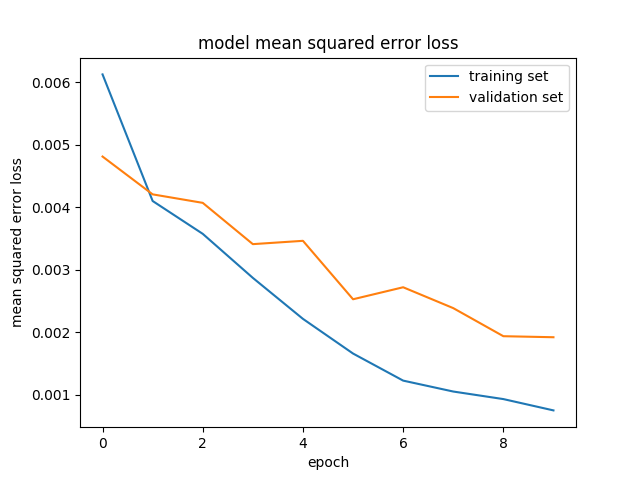 model mean squared error loss
training set
validation set
mean squared error loss
0.006
0.005
0.004
0.003
0.002
0.001
0 2 4 6 8
epoch